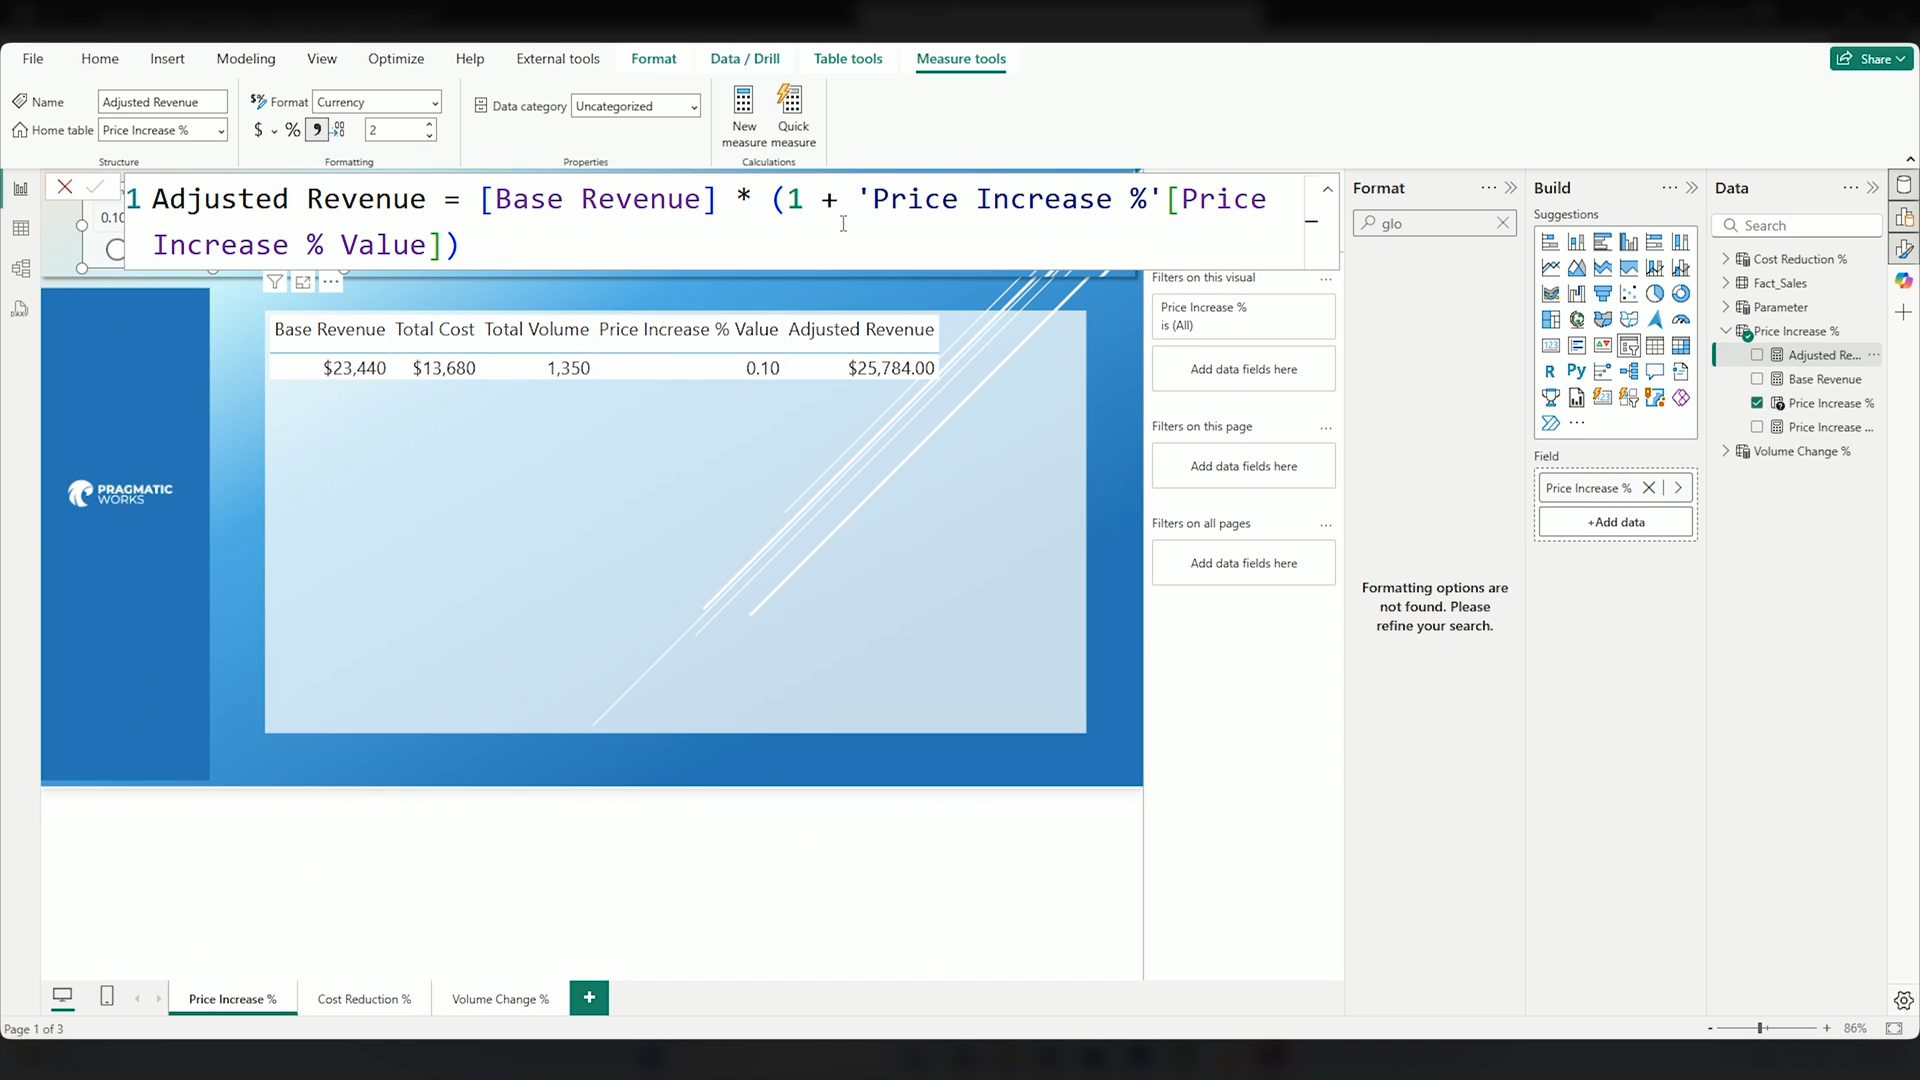 File Home Insert Modeling View Optimize Help External tools Format Data / Drill Table tools Measure tools Share
Name Adjusted Revenue
Home table Price Increase %
Structure
$% Format Currency
$ % 2
Formatting
Data category Uncategorized
Properties
New measure
Quick measure
Calculations
1 Adjusted Revenue = [Base Revenue] * (1 + 'Price Increase %'[Price
Increase % Value])
0.10
Base Revenue Total Cost Total Volume Price Increase % Value Adjusted Revenue
$23,440 $13,680 1,350 0.10 $25,784.00
PRAGMATIC
WORKS
Filters on this visual
Price Increase %
is (All)
Add data fields here
Filters on this page
Add data fields here
Filters on all pages
Add data fields here
Format
glo
Formatting options are
not found. Please
refine your search.
Build
Suggestions
123
R Py
123
Field
Price Increase %
+Add data
Data
Search
Cost Reduction %
Fact_Sales
Parameter
Price Increase %
Adjusted Re...
Base Revenue
Price Increase %
Price Increase ...
Volume Change %
Price Increase % Cost Reduction % Volume Change % +
Page 1 of 3
- + 86%